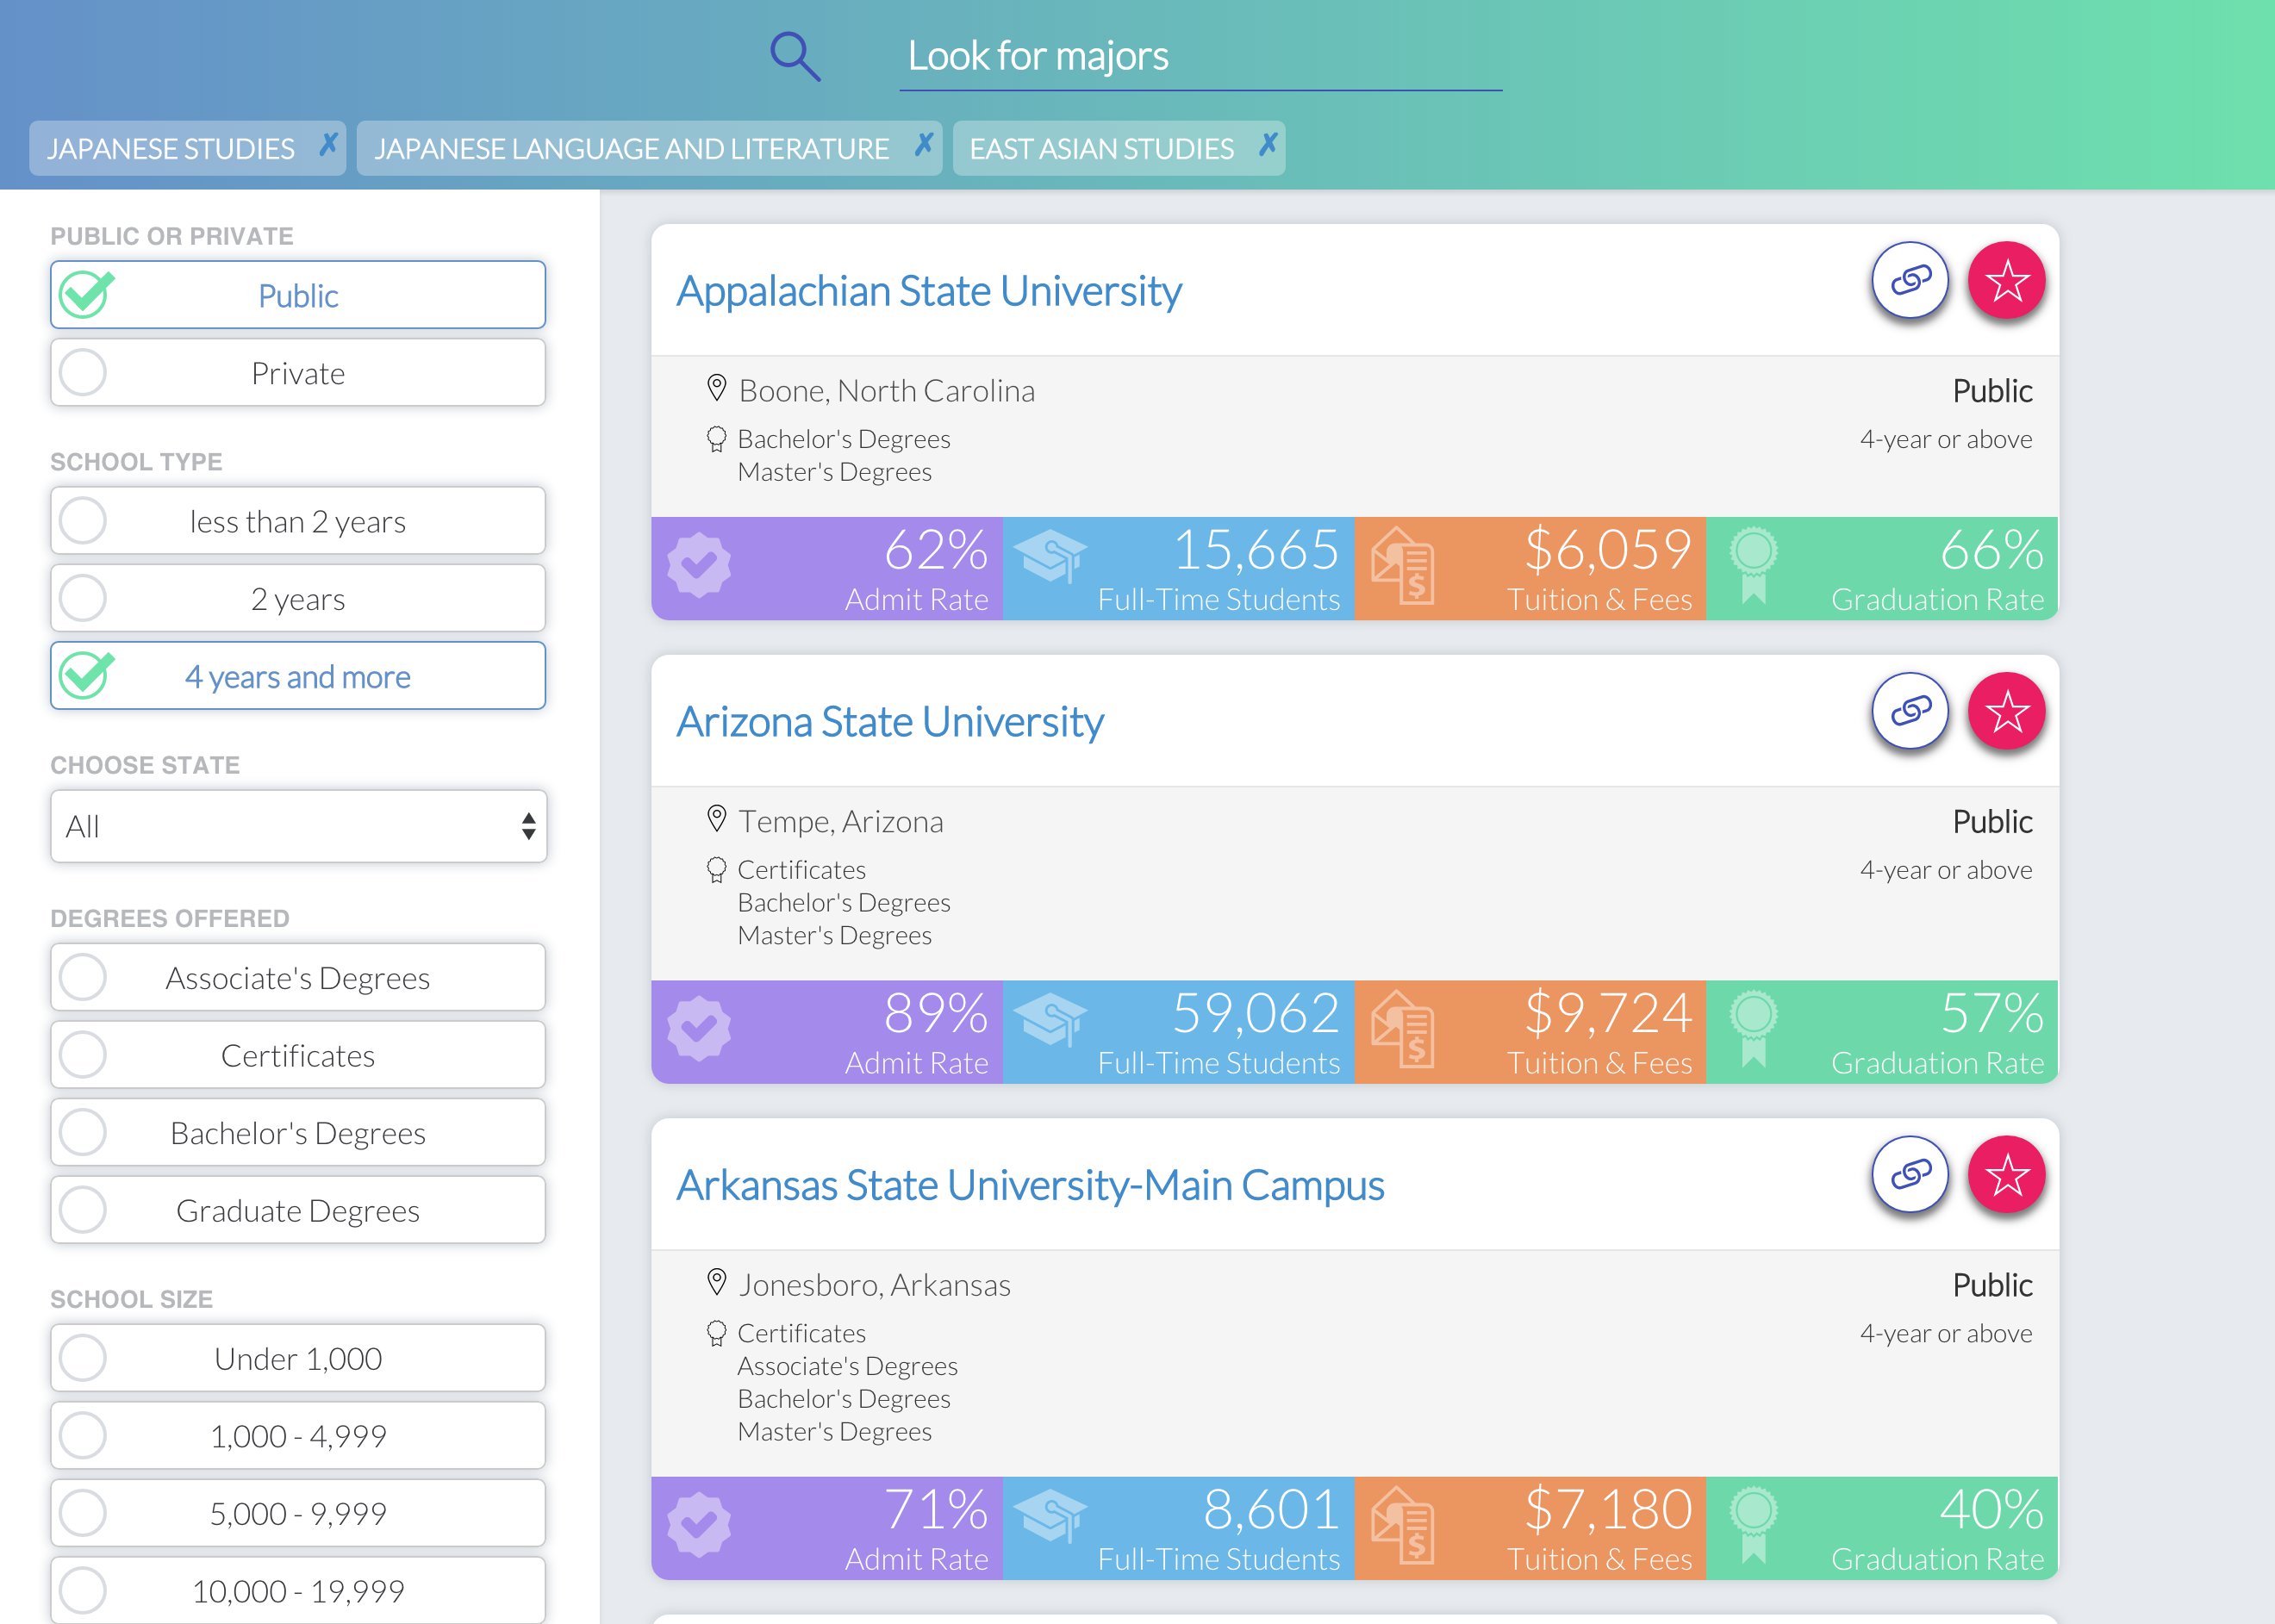 Look for majors
JAPANESE STUDIES ✗ JAPANESE LANGUAGE AND LITERATURE ✗ EAST ASIAN STUDIES ✗
PUBLIC OR PRIVATE
Public
Private
SCHOOL TYPE
less than 2 years
2 years
4 years and more
CHOOSE STATE
All
DEGREES OFFERED
Associate's Degrees
Certificates
Bachelor's Degrees
Graduate Degrees
SCHOOL SIZE
Under 1,000
1,000 - 4,999
5,000 - 9,999
10,000 - 19,999
Appalachian State University
Boone, North Carolina
Public
Bachelor's Degrees
4-year or above
Master's Degrees
62% 15,665 $6,059 66%
Admit Rate Full-Time Students Tuition & Fees Graduation Rate
Arizona State University
Tempe, Arizona
Public
Certificates
4-year or above
Bachelor's Degrees
Master's Degrees
89% 59,062 $9,724 57%
Admit Rate Full-Time Students Tuition & Fees Graduation Rate
Arkansas State University-Main Campus
Jonesboro, Arkansas
Public
Certificates
4-year or above
Associate's Degrees
Bachelor's Degrees
Master's Degrees
71% 8,601 $7,180 40%
Admit Rate Full-Time Students Tuition & Fees Graduation Rate